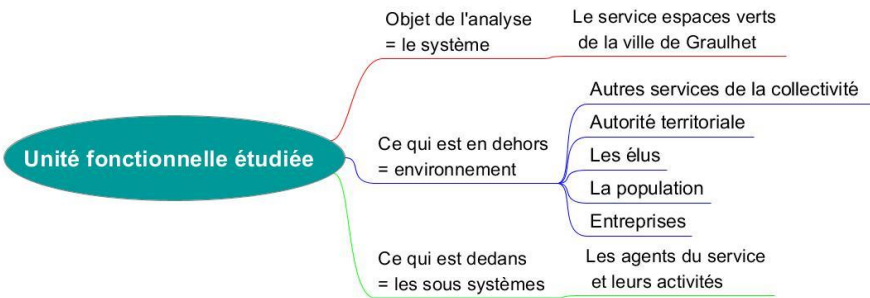 Unité fonctionnelle étudiée
Objet de l'analyse
= le système
Le service espaces verts
de la ville de Graulhet
Ce qui est en dehors
= environnement
Autres services de la collectivité
Autorité territoriale
Les élus
La population
Entreprises
Ce qui est dedans
= les sous systèmes
Les agents du service
et leurs activités